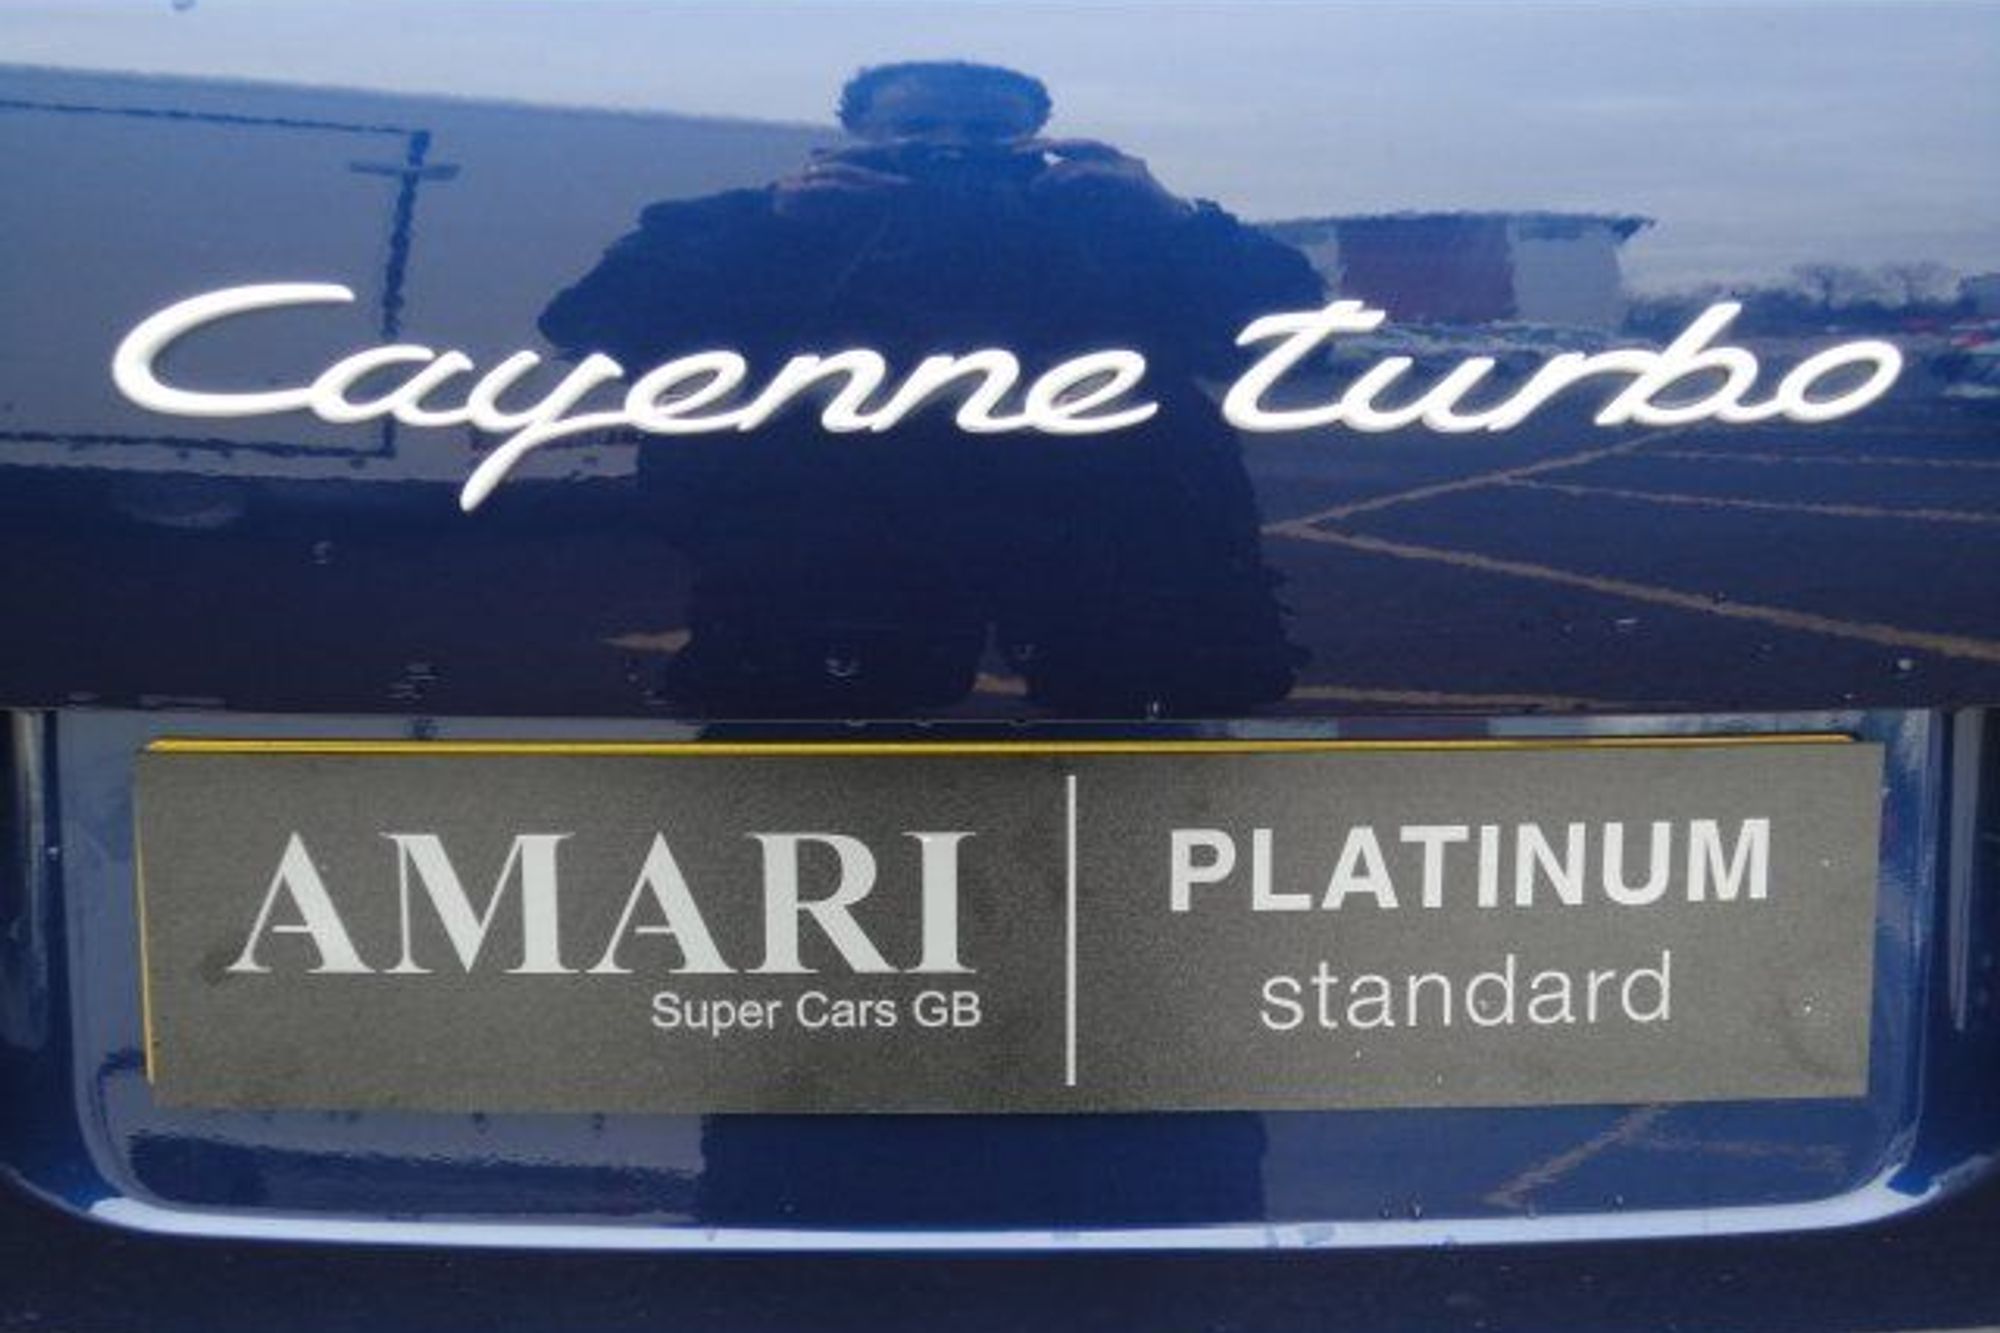 Cayenne turbo
AMARI
Super Cars GB
PLATINUM
standard